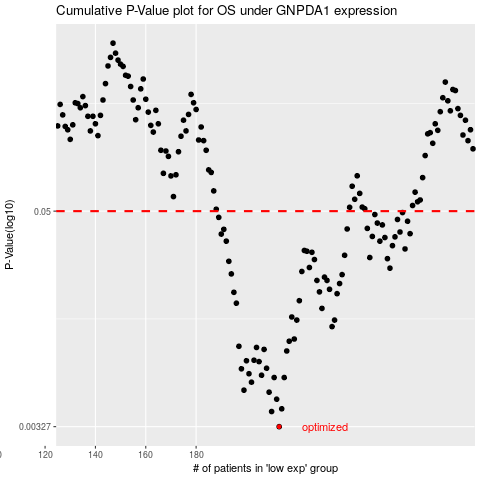 Cumulative P-Value plot for OS under GNPDA1 expression
P-Value(log10)
0.05
0.00327
optimized
0 120 140 160 180
# of patients in 'low exp' group